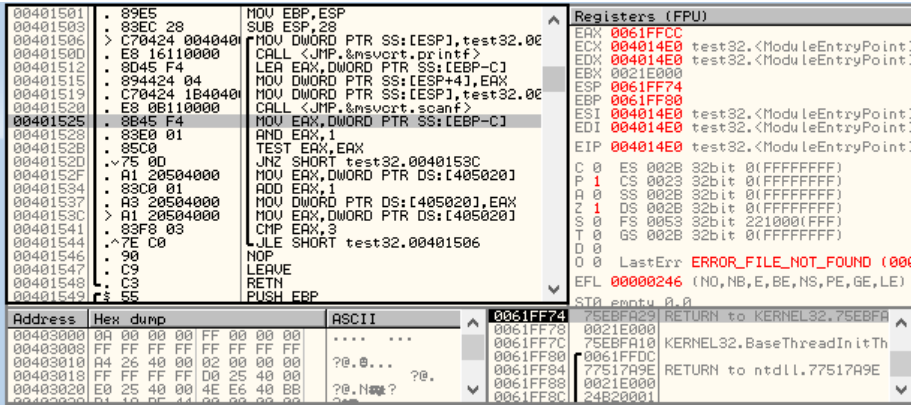 00401501 . 89E5 MOV EBP,ESP
00401503 . 83EC 28 SUB ESP,28
00401506 > C70424 0040400 MOV DWORD PTR SS:[ESP],test32.00
0040150D . E8 16110000 CALL <JMP.&msvcrt.printf>
00401512 . 8D45 F4 LEA EAX,DWORD PTR SS:[EBP-C]
00401515 . 894424 04 MOV DWORD PTR SS:[ESP+4],EAX
00401519 . C70424 1B40400 MOV DWORD PTR SS:[ESP],test32.00
00401520 . E8 0B110000 CALL <JMP.&msvcrt.scanf>
00401525 . 8B45 F4 MOV EAX,DWORD PTR SS:[EBP-C]
00401528 . 83E0 01 AND EAX,1
0040152B . 85C0 TEST EAX,EAX
0040152D .v75 0D JNZ SHORT test32.0040153C
0040152F . A1 20504000 MOV EAX,DWORD PTR DS:[405020]
00401534 . 83C0 01 ADD EAX,1
00401537 . A3 20504000 MOV DWORD PTR DS:[405020],EAX
0040153C > A1 20504000 MOV EAX,DWORD PTR DS:[405020]
00401541 . 83F8 03 CMP EAX,3
00401544 .^7E C0 JLE SHORT test32.00401506
00401546 . 90 NOP
00401547 . C9 LEAVE
00401548 . C3 RETN
00401549 $ 55 PUSH EBP
Registers (FPU)
EAX 0061FFCC
ECX 004014E0 test32.<ModuleEntryPoint
EDX 004014E0 test32.<ModuleEntryPoint
EBX 0021E000
ESP 0061FF74
EBP 0061FF80
ESI 004014E0 test32.<ModuleEntryPoint
EDI 004014E0 test32.<ModuleEntryPoint
EIP 004014E0 test32.<ModuleEntryPoint
C 0 ES 002B 32bit 0(FFFFFFFF)
P 1 CS 0023 32bit 0(FFFFFFFF)
A 0 SS 002B 32bit 0(FFFFFFFF)
Z 1 DS 002B 32bit 0(FFFFFFFF)
S 0 FS 0053 32bit 221000(FFF)
T 0 GS 002B 32bit 0(FFFFFFFF)
D 0
O 0 LastErr ERROR_FILE_NOT_FOUND (000
EFL 00000246 (NO,NB,E,BE,NS,PE,GE,LE)
ST0 empty 0.0
Address Hex dump ASCII
00403000 0A 00 00 00 FF 00 00 00 .... ...
00403008 FF FF FF FF FF FF FF FF
00403010 A4 26 40 00 02 00 00 00 ?@.
00403018 FF FF FF FF D0 25 40 00 ?@.
00403020 E0 25 40 00 4E E6 40 BB ?@.N
0061FF74 75EBFA29 RETURN to KERNEL32.75EBFA
0061FF78 0021E000
0061FF7C 75EBFA10 KERNEL32.BaseThreadInitTh
0061FF80 0061FFDC
0061FF84 77517A9E RETURN to ntdll.77517A9E
0061FF88 0021E000
0061FF8C 24B20001